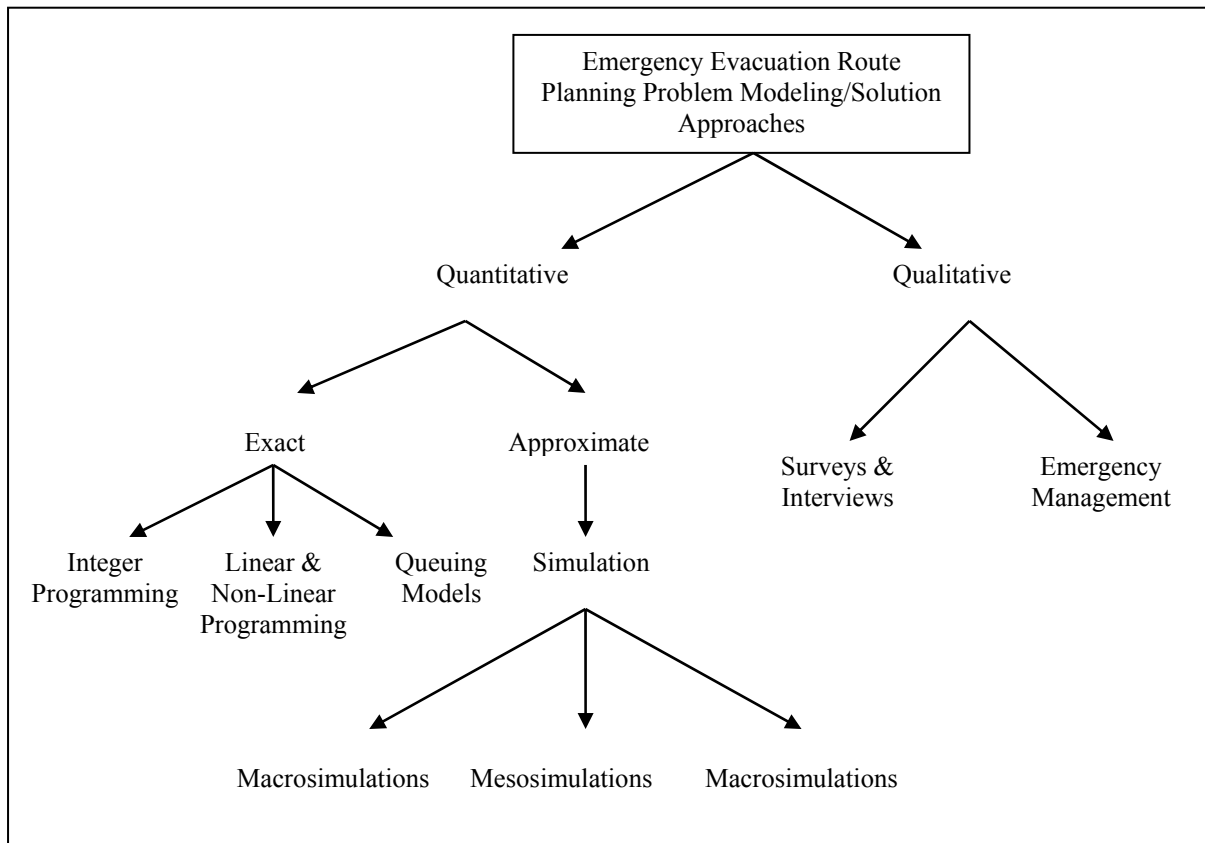 Emergency Evacuation Route
Planning Problem Modeling/Solution
Approaches
Quantitative
Qualitative
Exact
Approximate
Surveys &
Interviews
Emergency
Management
Integer
Programming
Linear &
Non-Linear
Programming
Queuing
Models
Simulation
Macrosimulations
Mesosimulations
Macrosimulations